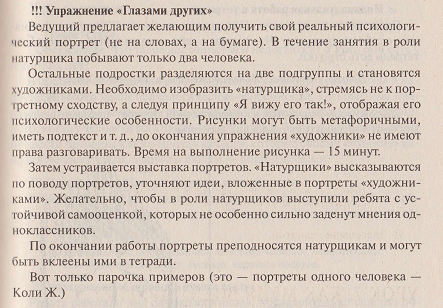 !!! Упражнение «Глазами других»
Ведущий предлагает желающим получить свой реальный психологи-
ческий портрет (не на словах, а на бумаге). В течение занятия в роли
натурщика побывают только два человека.
Остальные подростки разделяются на две подгруппы и становятся
художниками. Необходимо изобразить «натурщика», стремясь не к пор-
третному сходству, а следуя принципу «Я вижу его так!», отображая его
психологические особенности. Рисунки могут быть метафоричными,
иметь подтекст и т. д., до окончания упражнения «художники» не имеют
права разговаривать. Время на выполнение рисунка — 15 минут.
Затем устраивается выставка портретов. «Натурщики» высказываются
по поводу портретов, уточняют идеи, вложенные в портреты «художни-
ками». Желательно, чтобы в роли натурщиков выступили ребята с ус-
тойчивой самооценкой, которых не особенно сильно заденут мнения од-
ноклассников.
По окончании работы портреты преподносятся натурщикам и могут
быть вклеены ими в тетради.
Вот только парочка примеров (это — портреты одного человека —
Коли Ж.)